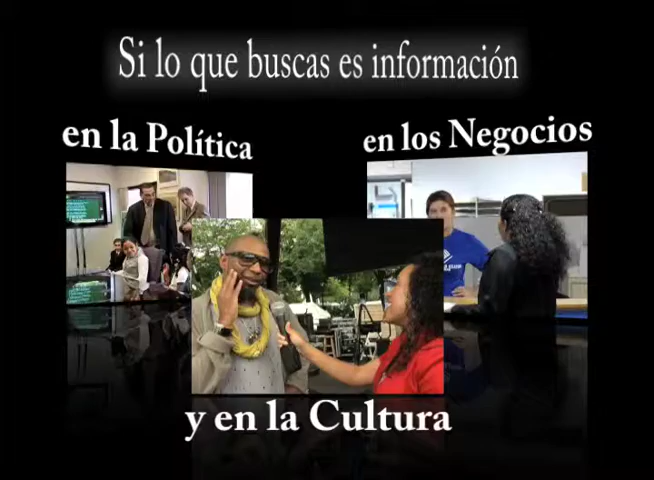 Si lo que buscas es información
en la Política
en los Negocios
y en la Cultura